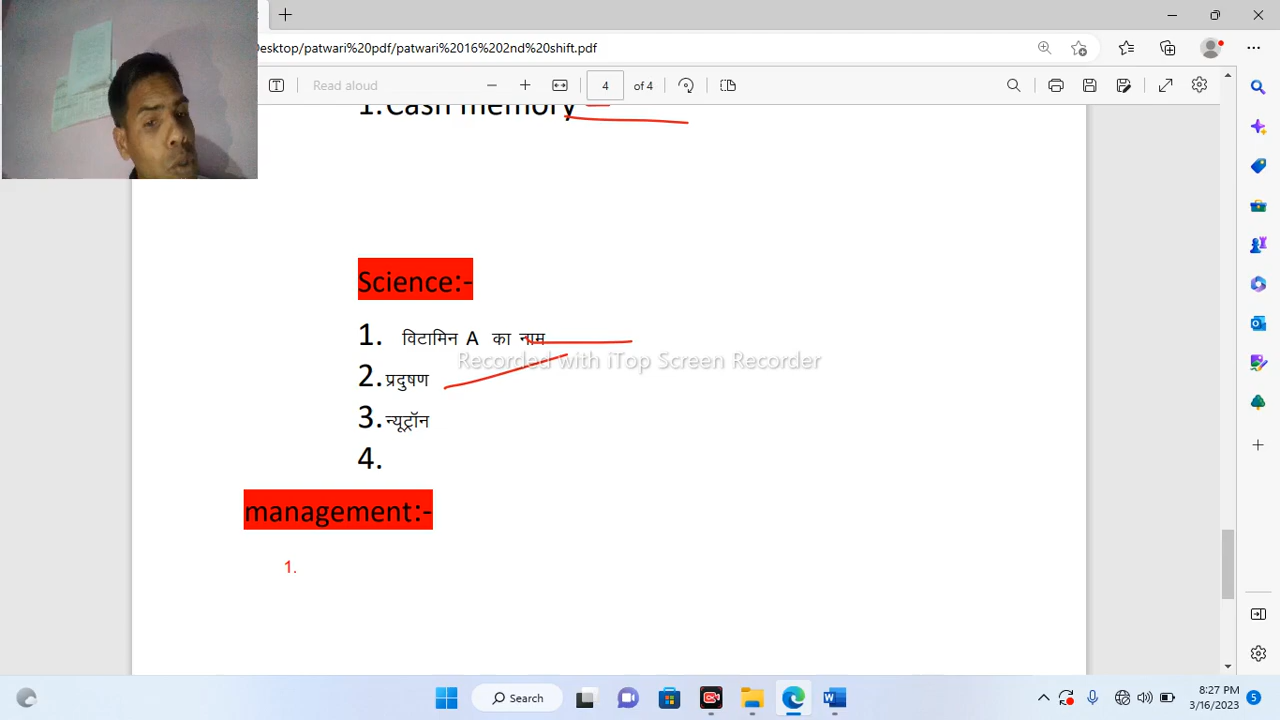 Desktop/patwari%20pdf/patwari%2016%202nd%20shift.pdf
Read aloud 4 of 4
1.Cash memory
Science:-
1. विटामिन A का नाम
Recorded with iTop Screen Recorder
2.प्रदुषण
3.न्यूट्रॉन
4.
management:-
1.
Search
8:27 PM
3/16/2023
5